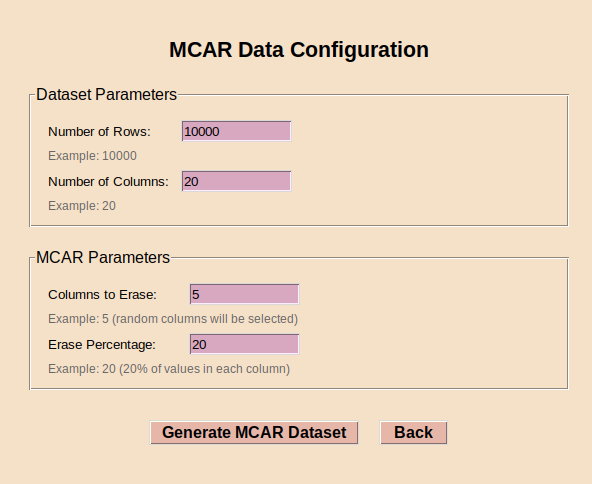 MCAR Data Configuration
Dataset Parameters
Number of Rows: 10000
Example: 10000
Number of Columns: 20
Example: 20
MCAR Parameters
Columns to Erase: 5
Example: 5 (random columns will be selected)
Erase Percentage: 20
Example: 20 (20% of values in each column)
Generate MCAR Dataset Back